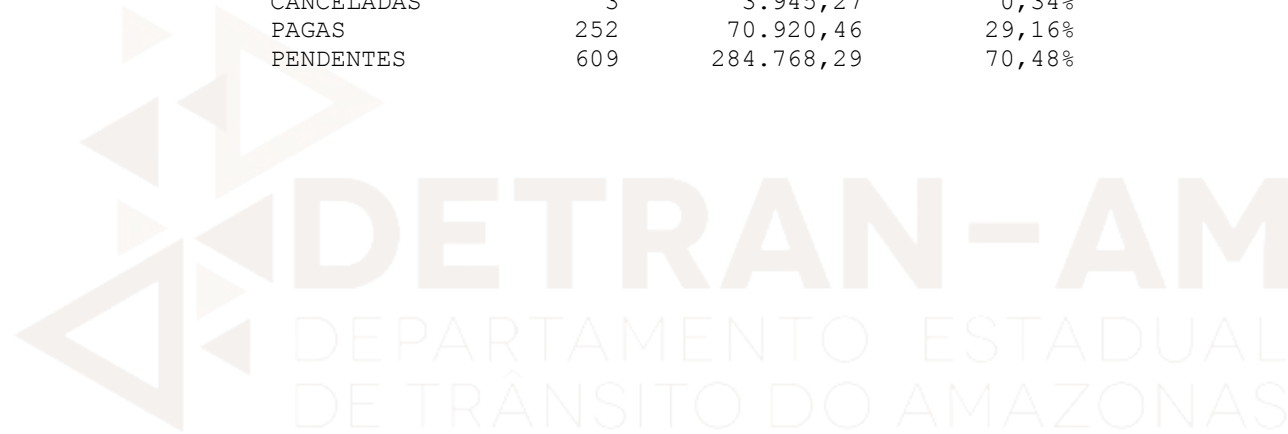 CANCELADAS 3 3.945,27 0,34%
PAGAS 252 70.920,46 29,16%
PENDENTES 609 284.768,29 70,48%
DETRAN-AM
DEPARTAMENTO ESTADUAL
DE TRÂNSITO DO AMAZONAS